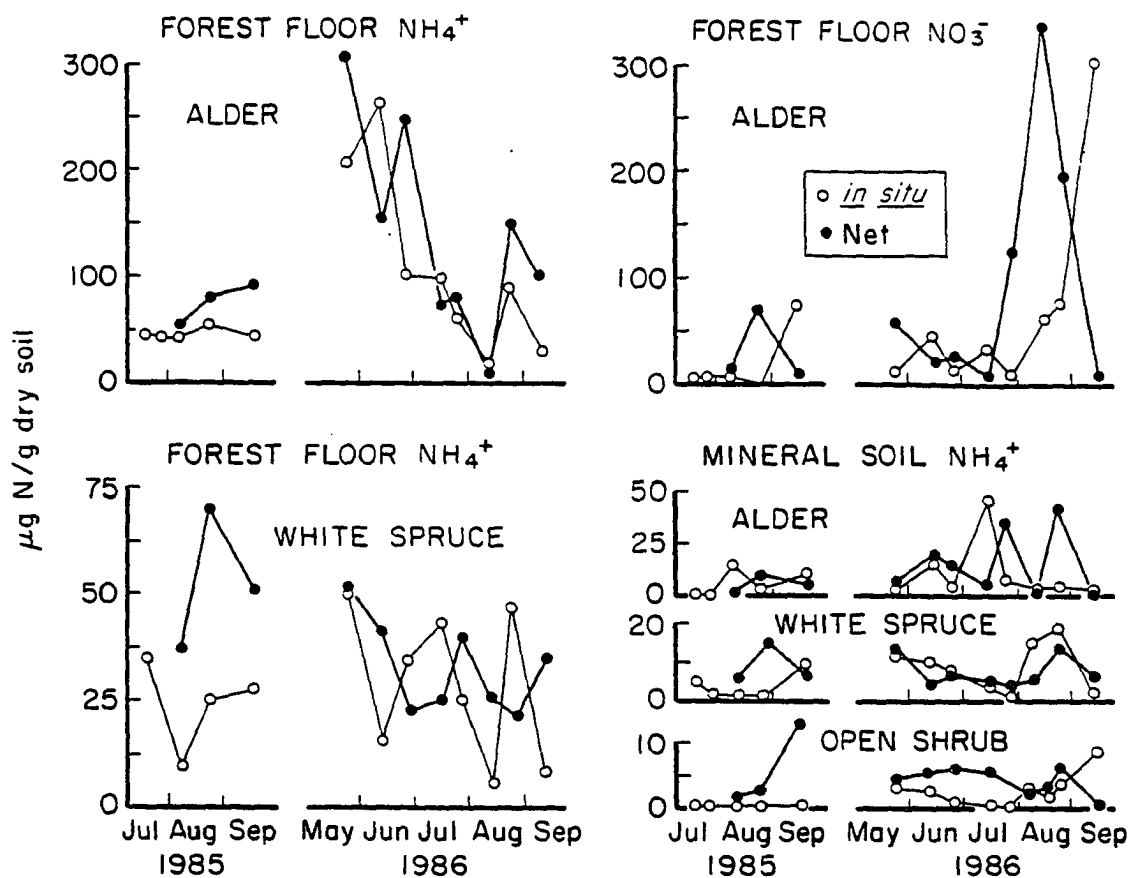 FOREST FLOOR NH₄⁺
ALDER
300
200
100
0
FOREST FLOOR NO₃⁻
ALDER
in situ
Net
300
200
100
0
µg N/g dry soil
FOREST FLOOR NH₄⁺
WHITE SPRUCE
75
50
25
0
Jul Aug Sep May Jun Jul Aug Sep
1985 1986
MINERAL SOIL NH₄⁺
ALDER
50
25
0
WHITE SPRUCE
20
10
0
OPEN SHRUB
10
0
Jul Aug Sep May Jun Jul Aug Sep
1985 1986